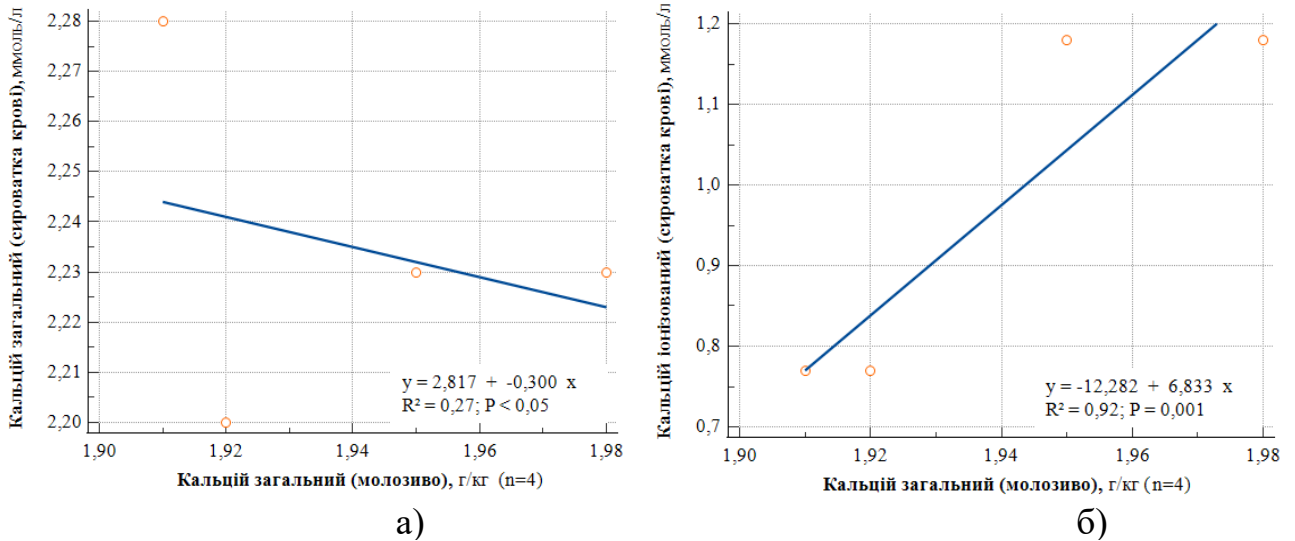 Кальцій загальний (сироватка крові), ммоль/л
2,28
2,27
2,26
2,25
2,24
2,23
2,22
2,21
2,20
y = 2,817 + -0,300 x
R² = 0,27; P < 0,05
1,90 1,92 1,94 1,96 1,98
Кальцій загальний (молозиво), г/кг (n=4)
а)
Кальцій іонізований (сироватка крові), ммоль/л
1,2
1,1
1,0
0,9
0,8
0,7
y = -12,282 + 6,833 x
R² = 0,92; P = 0,001
1,90 1,92 1,94 1,96 1,98
Кальцій загальний (молозиво), г/кг (n=4)
б)